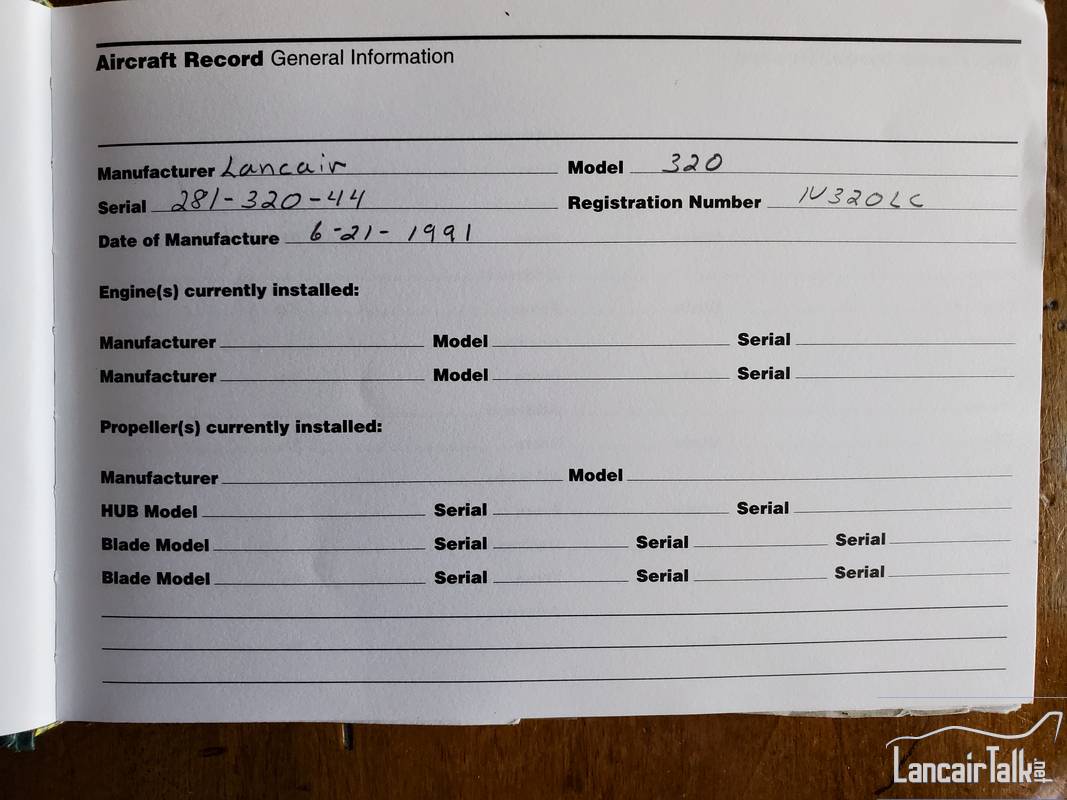 Aircraft Record General Information
Manufacturer Lancair Model 320
Serial 281-320-44 Registration Number N320LC
Date of Manufacture 6-21-1991
Engine(s) currently installed:
Manufacturer Model Serial
Manufacturer Model Serial
Propeller(s) currently installed:
Manufacturer Model
HUB Model Serial Serial
Blade Model Serial Serial Serial
Blade Model Serial Serial Serial
LancairTalk.net